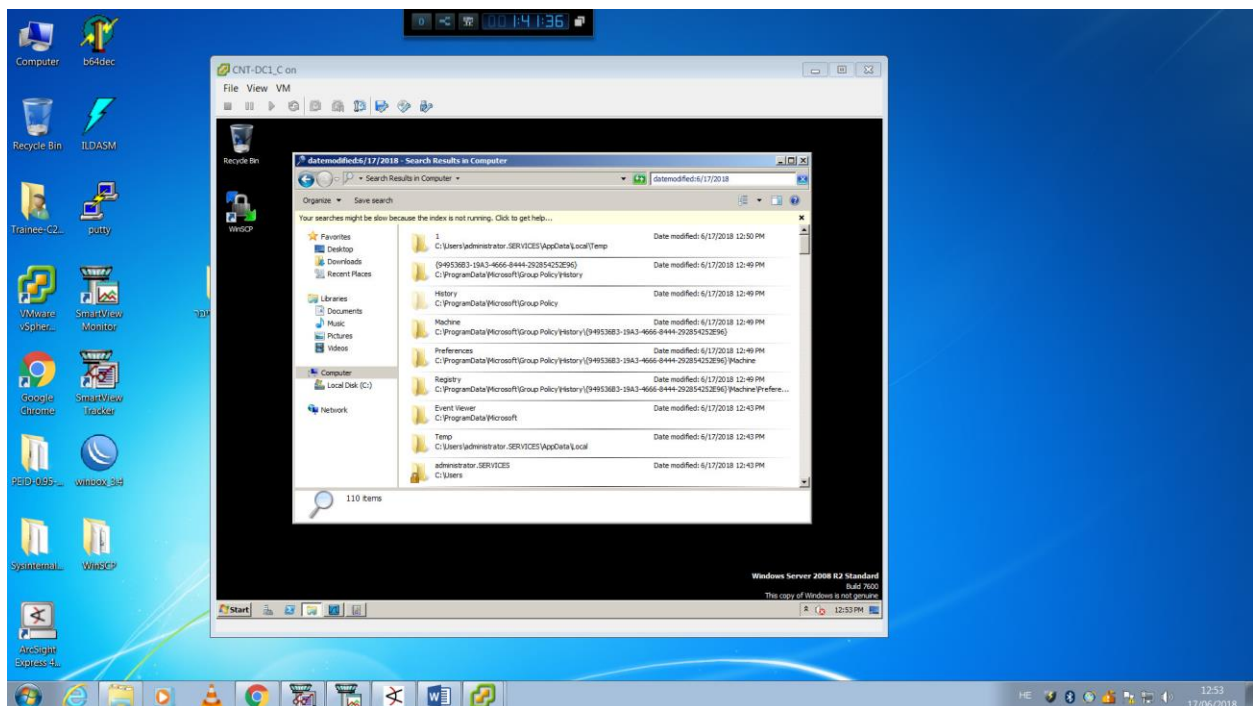 0 1:41:36
Computer
b64dec
Recycle Bin
ILDASM
Trainee-C2...
putty
VMware vSpher...
SmartView Monitor
Google Chrome
SmartView Tracker
PEiD-0.95-...
winbox_3.4
Sysinternal...
WinSCP
ArcSight Express 4...
CNT-DC1_C on
File View VM
Recycle Bin
WinSCP
datemodified:6/17/2018 - Search Results in Computer
Search Results in Computer
datemodified:6/17/2018
Organize
Save search
Your searches might be slow because the index is not running. Click to get help...
Favorites
Desktop
Downloads
Recent Places
Libraries
Documents
Music
Pictures
Videos
Computer
Local Disk (C:)
Network
1 Date modified: 6/17/2018 12:50 PM
C:\Users\administrator.SERVICES\AppData\Local\Temp
{949536B3-19A3-4666-8444-292854252E96} Date modified: 6/17/2018 12:49 PM
C:\ProgramData\Microsoft\Group Policy\History
History Date modified: 6/17/2018 12:49 PM
C:\ProgramData\Microsoft\Group Policy
Machine Date modified: 6/17/2018 12:49 PM
C:\ProgramData\Microsoft\Group Policy\History\{949536B3-19A3-4666-8444-292854252E96}
Preferences Date modified: 6/17/2018 12:49 PM
C:\ProgramData\Microsoft\Group Policy\History\{949536B3-19A3-4666-8444-292854252E96}\Machine
Registry Date modified: 6/17/2018 12:49 PM
C:\ProgramData\Microsoft\Group Policy\History\{949536B3-19A3-4666-8444-292854252E96}\Machine\Prefere...
Event Viewer Date modified: 6/17/2018 12:43 PM
C:\ProgramData\Microsoft
Temp Date modified: 6/17/2018 12:43 PM
C:\Users\administrator.SERVICES\AppData\Local
administrator.SERVICES Date modified: 6/17/2018 12:43 PM
C:\Users
110 items
Windows Server 2008 R2 Standard
Build 7600
This copy of Windows is not genuine
Start
12:53 PM
HE
12:53
17/06/2018